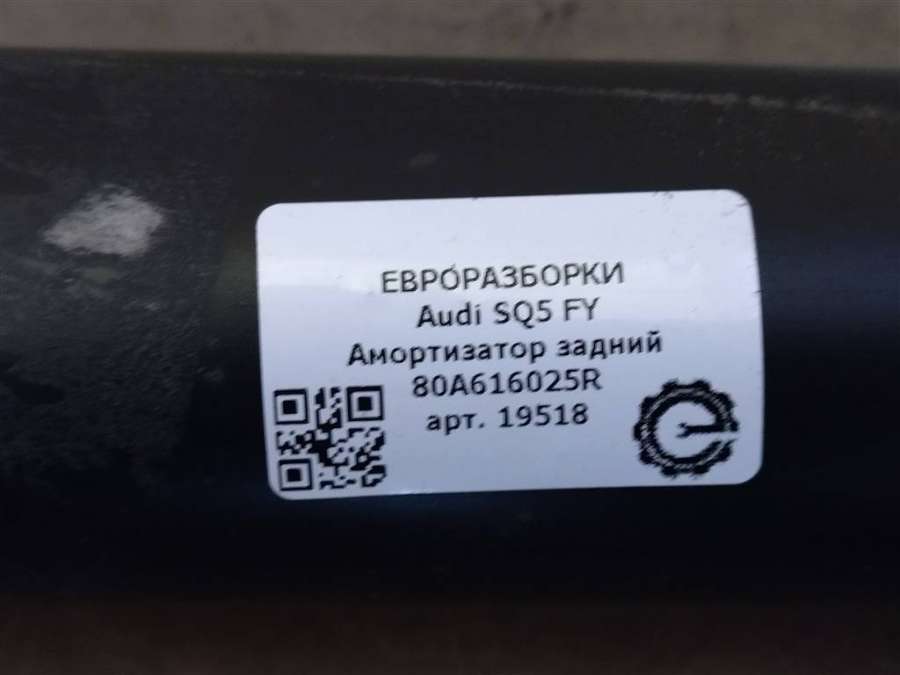 ЕВРОРАЗБОРКИ
Audi SQ5 FY
Амортизатор задний
80A616025R
арт. 19518